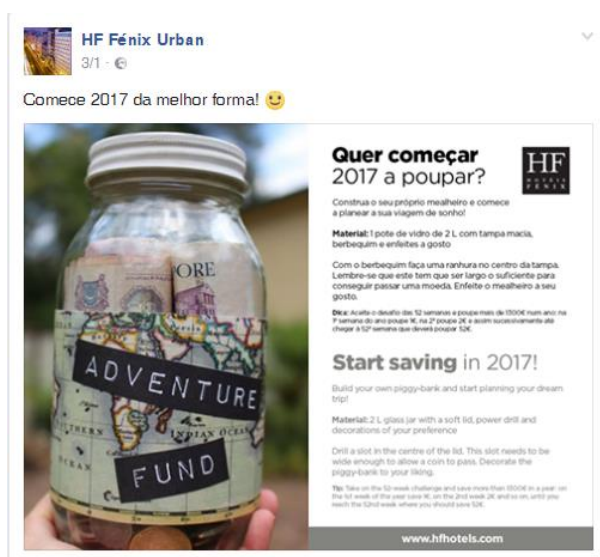 HF Fénix Urban
3/1
Comece 2017 da melhor forma!
ORE
ADVENTURE
INDIAN OCEAN
FUND
Quer começar
2017 a poupar?
HF
HOTÉIS
FÉNIX
Construa o seu próprio mealheiro e comece
a planear a sua viagem de sonho!
Material: 1 pote de vidro de 2 L com tampa macia,
berbequim e enfeites a gosto
Com o berbequim faça uma ranhura no centro da tampa.
Lembre-se que este tem que ser largo o suficiente para
conseguir passar uma moeda. Enfeite o mealheiro a seu
gosto.
Dica: Aceite o desafio das 52 semanas e poupe mais de 1300€ num ano: na
1ª semana do ano poupe 1€, na 2ª poupe 2€ e assim sucessivamente até
chegar à 52ª semana que deverá poupar 52€.
Start saving in 2017!
Build your own piggy-bank and start planning your dream
trip!
Material: 2 L glass jar with a soft lid, power drill and
decorations of your preference
Drill a slot in the centre of the lid. This slot needs to be
wide enough to allow a coin to pass. Decorate the
piggy-bank to your liking.
Tip: Take on the 52-week challenge and save more than 1300€ in a year: on
the 1st week of the year save 1€, on the 2nd week 2€ and so on, until you
reach the 52nd week where you should save 52€.
www.hfhotels.com